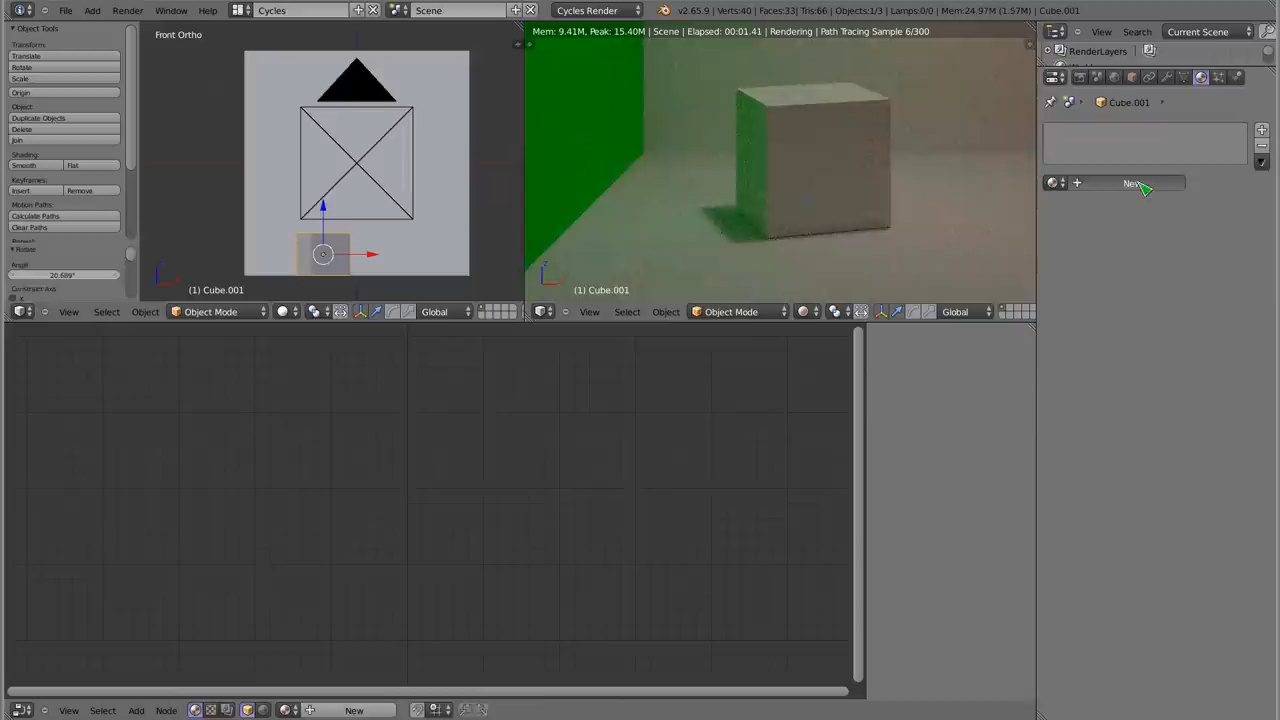 File Add Render Window Help Cycles Scene Cycles Render v2.65.9 | Verts:40 | Faces:33| Tris:66 | Objects:1/3 | Lamps:0/0 | Mem:24.97M (1.57M) | Cube.001
Object Tools
Transform:
Translate
Rotate
Scale
Origin
Object:
Duplicate Objects
Delete
Join
Shading:
Smooth Flat
Keyframes:
Insert Remove
Motion Paths:
Calculate Paths
Clear Paths
Rotate
Angle
20.689°
Front Ortho
(1) Cube.001
View Select Object Object Mode Global
Mem: 9.41M, Peak: 15.40M | Scene | Elapsed: 00:01.41 | Rendering | Path Tracing Sample 6/300
(1) Cube.001
View Select Object Object Mode Global
View Search Current Scene
RenderLayers
Cube.001
New
View Select Add Node New